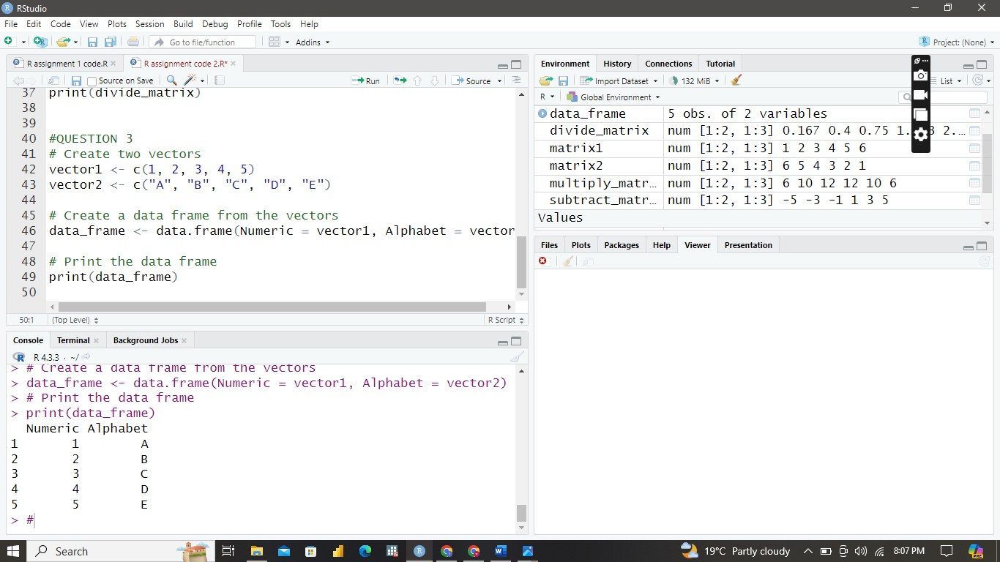 RStudio
File Edit Code View Plots Session Build Debug Profile Tools Help
Go to file/function Addins Project: (None)
R assignment 1 code.R R assignment code 2.R*
Source on Save Run Source
37 print(divide_matrix)
38
39
40 #QUESTION 3
41 # Create two vectors
42 vector1 <- c(1, 2, 3, 4, 5)
43 vector2 <- c("A", "B", "C", "D", "E")
44
45 # Create a data frame from the vectors
46 data_frame <- data.frame(Numeric = vector1, Alphabet = vector
47
48 # Print the data frame
49 print(data_frame)
50
50:1 (Top Level) R Script
Console Terminal Background Jobs
R 4.3.3 · ~/
> # Create a data frame from the vectors
> data_frame <- data.frame(Numeric = vector1, Alphabet = vector2)
> # Print the data frame
> print(data_frame)
Numeric Alphabet
1 1 A
2 2 B
3 3 C
4 4 D
5 5 E
> #
Environment History Connections Tutorial
Import Dataset 132 MiB List
R Global Environment
data_frame 5 obs. of 2 variables
divide_matrix num [1:2, 1:3] 0.167 0.4 0.75 1. 3 2....
matrix1 num [1:2, 1:3] 1 2 3 4 5 6
matrix2 num [1:2, 1:3] 6 5 4 3 2 1
multiply_matr... num [1:2, 1:3] 6 10 12 12 10 6
subtract_matr... num [1:2, 1:3] -5 -3 -1 1 3 5
Values
Files Plots Packages Help Viewer Presentation
Search 19°C Partly cloudy 8:07 PM
PRE